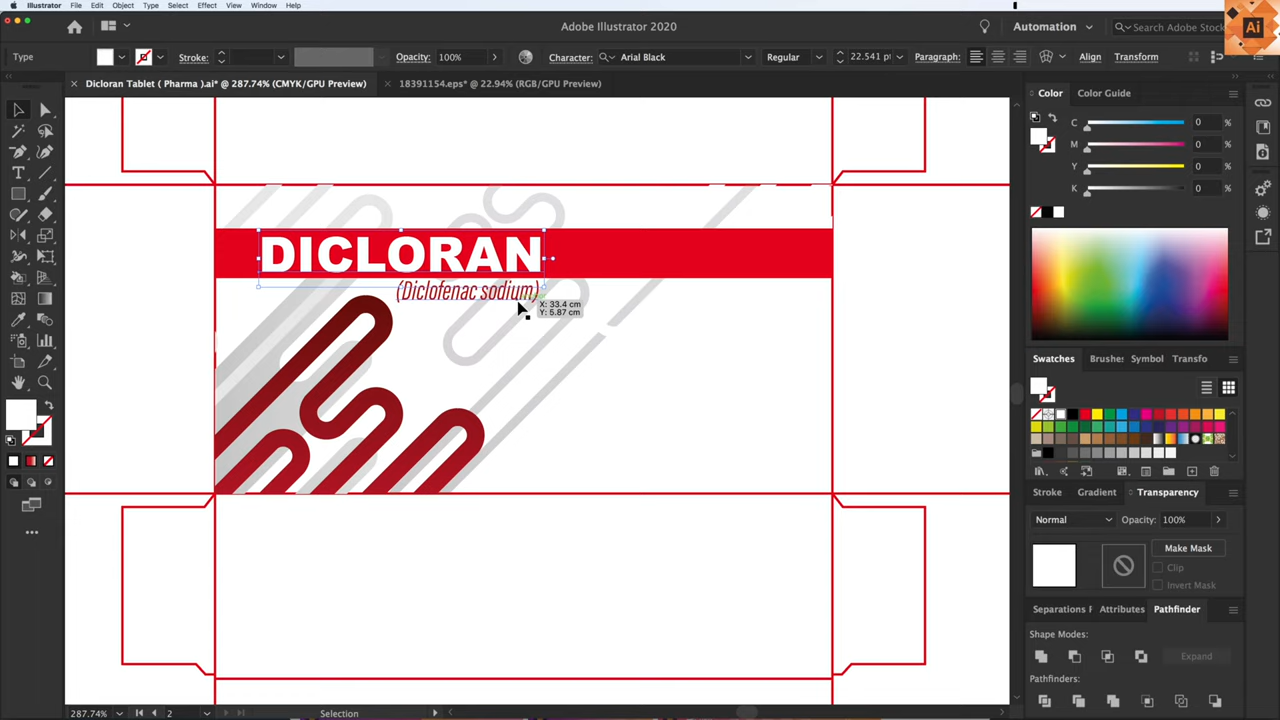 Illustrator File Edit Object Type Select Effect View Window Help
Adobe Illustrator 2020
Automation
Search Adobe Stock
Ai
Type
Stroke:
Opacity: 100%
Character: Arial Black
Regular
22.541 pt
Paragraph:
Align
Transform
Dicloran Tablet ( Pharma ).ai* @ 287.74% (CMYK/GPU Preview)
18391154.eps* @ 22.94% (RGB/GPU Preview)
Color
Color Guide
C 0 %
M 0 %
Y 0 %
K 0 %
DICLORAN
(Diclofenac sodium)
X: 33.4 cm
Y: 5.87 cm
Swatches
Brushe:
Symbol
Transfo
Stroke
Gradient
Transparency
Normal
Opacity: 100%
Make Mask
Clip
Invert Mask
Separations F
Attributes
Pathfinder
Shape Modes:
Expand
Pathfinders:
287.74%
2
Selection